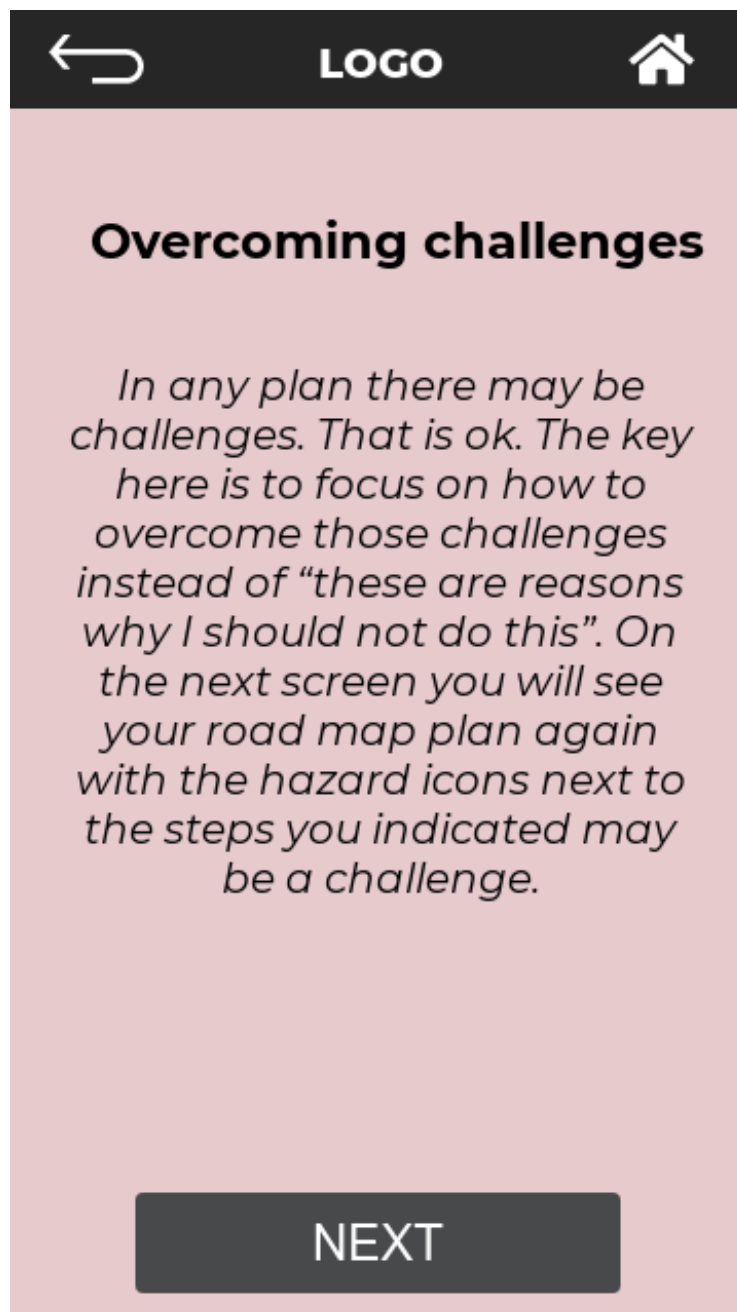 LOGO
Overcoming challenges
In any plan there may be
challenges. That is ok. The key
here is to focus on how to
overcome those challenges
instead of “these are reasons
why I should not do this”. On
the next screen you will see
your road map plan again
with the hazard icons next to
the steps you indicated may
be a challenge.
NEXT